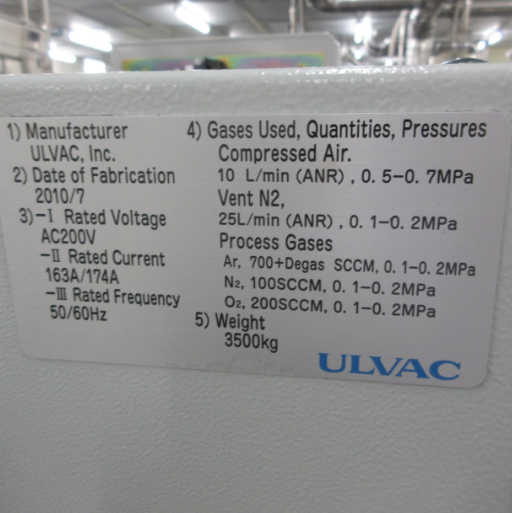 1) Manufacturer
ULVAC, Inc.
2) Date of Fabrication
2010/7
3)-I Rated Voltage
AC200V
-II Rated Current
163A/174A
-III Rated Frequency
50/60Hz
4) Gases Used, Quantities, Pressures
Compressed Air.
10 L/min (ANR) , 0. 5-0. 7MPa
Vent N2,
25L/min (ANR) , 0. 1-0. 2MPa
Process Gases
Ar, 700+Degas SCCM, 0. 1-0. 2MPa
N₂, 100SCCM, 0. 1-0. 2MPa
O₂, 200SCCM, 0. 1-0. 2MPa
5) Weight
3500kg
ULVAC